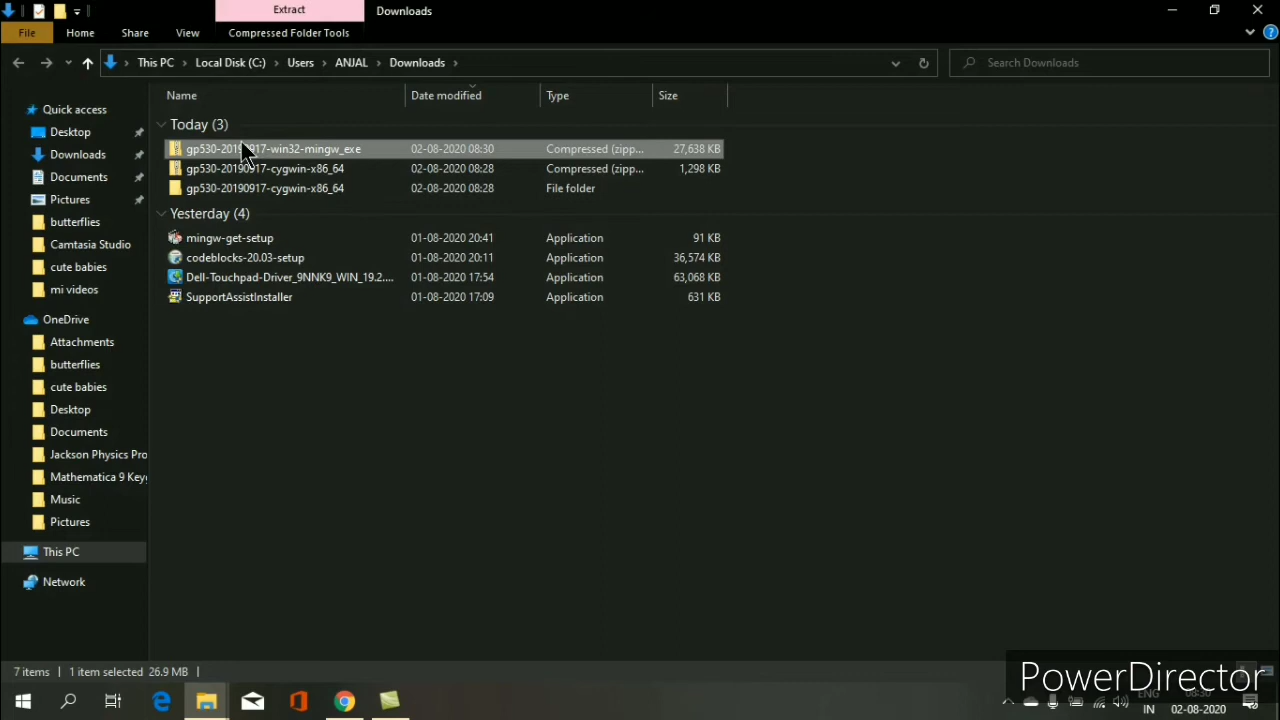 Extract
Downloads
File
Home
Share
View
Compressed Folder Tools
This PC
Local Disk (C:)
Users
ANJAL
Downloads
Search Downloads
Name
Date modified
Type
Size
Quick access
Desktop
Downloads
Documents
Pictures
butterflies
Camtasia Studio
cute babies
mi videos
OneDrive
Attachments
butterflies
cute babies
Desktop
Documents
Jackson Physics Pro
Mathematica 9 Key
Music
Pictures
This PC
Network
Today (3)
gp530-20190917-win32-mingw_exe 02-08-2020 08:30 Compressed (zipp... 27,638 KB
gp530-20190917-cygwin-x86_64 02-08-2020 08:28 Compressed (zipp... 1,298 KB
gp530-20190917-cygwin-x86_64 02-08-2020 08:28 File folder
Yesterday (4)
mingw-get-setup 01-08-2020 20:41 Application 91 KB
codeblocks-20.03-setup 01-08-2020 20:11 Application 36,574 KB
Dell-Touchpad-Driver_9NNK9_WIN_19.2.... 01-08-2020 17:54 Application 63,068 KB
SupportAssistInstaller 01-08-2020 17:09 Application 631 KB
7 items
1 item selected 26.9 MB
PowerDirector
ENG
IN
08:30
02-08-2020